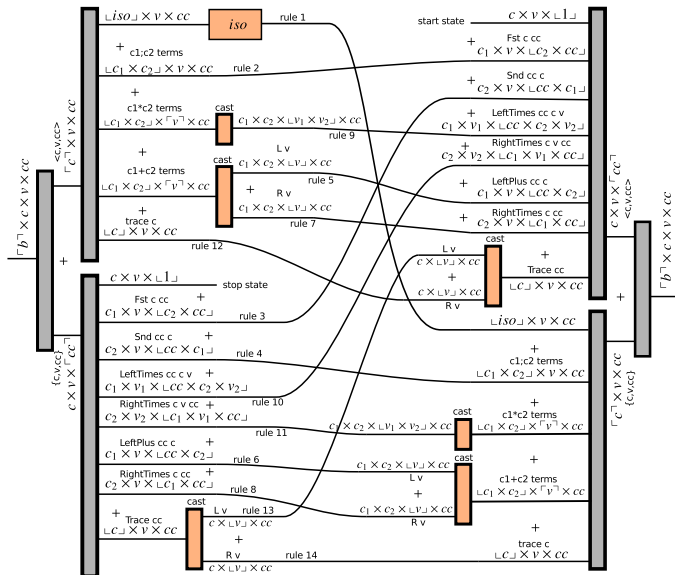 ⌞iso⌟ × v × cc
iso
rule 1
+
c1;c2 terms
⌞c₁ × c₂⌟ × v × cc
rule 2
+
c1*c2 terms
⌞c₁ × c₂⌟ × ⌜v⌝ × cc
cast
c₁ × c₂ × ⌞v₁ × v₂⌟ × cc
rule 9
+
c1+c2 terms
⌞c₁ × c₂⌟ × ⌜v⌝ × cc
cast
L v
c₁ × c₂ × ⌞v⌟ × cc
rule 5
+
R v
c₁ × c₂ × ⌞v⌟ × cc
rule 7
+
trace c
⌞c⌟ × v × cc
rule 12
<c,v,cc>
⌜c⌝ × v × cc
⌜b⌝ × c × v × cc
+
{c,v,cc}
c × v × ⌜cc⌝
c × v × ⌞1⌟
stop state
+
Fst c cc
c₁ × v × ⌞c₂ × cc⌟
rule 3
+
Snd cc c
c₂ × v × ⌞cc × c₁⌟
rule 4
+
LeftTimes cc c v
c₁ × v₁ × ⌞cc × c₂ × v₂⌟
rule 10
+
RightTimes c v cc
c₂ × v₂ × ⌞c₁ × v₁ × cc⌟
rule 11
+
LeftPlus cc c
c₁ × v × ⌞cc × c₂⌟
rule 6
+
RightTimes c cc
c₂ × v × ⌞c₁ × cc⌟
rule 8
+
Trace cc
⌞c⌟ × v × cc
cast
L v
rule 13
c × ⌞v⌟ × cc
+
R v
c × ⌞v⌟ × cc
rule 14
start state
c × v × ⌞1⌟
+
Fst c cc
c₁ × v × ⌞c₂ × cc⌟
+
Snd cc c
c₂ × v × ⌞cc × c₁⌟
+
LeftTimes cc c v
c₁ × v₁ × ⌞cc × c₂ × v₂⌟
+
RightTimes c v cc
c₂ × v₂ × ⌞c₁ × v₁ × cc⌟
+
LeftPlus cc c
c₁ × v × ⌞cc × c₂⌟
+
RightTimes c cc
c₂ × v × ⌞c₁ × cc⌟
L v
c × ⌞v⌟ × cc
+
c × ⌞v⌟ × cc
R v
cast
+
Trace cc
⌞c⌟ × v × cc
c × v × ⌜cc⌝
<c,v,cc>
⌜b⌝ × c × v × cc
+
⌜c⌝ × v × cc
{c,v,cc}
⌞iso⌟ × v × cc
+
c1;c2 terms
⌞c₁ × c₂⌟ × v × cc
+
c1*c2 terms
⌞c₁ × c₂⌟ × ⌜v⌝ × cc
cast
c₁ × c₂ × ⌞v₁ × v₂⌟ × cc
+
c1+c2 terms
⌞c₁ × c₂⌟ × ⌜v⌝ × cc
cast
c₁ × c₂ × ⌞v⌟ × cc
L v
+
c₁ × c₂ × ⌞v⌟ × cc
R v
+
trace c
⌞c⌟ × v × cc